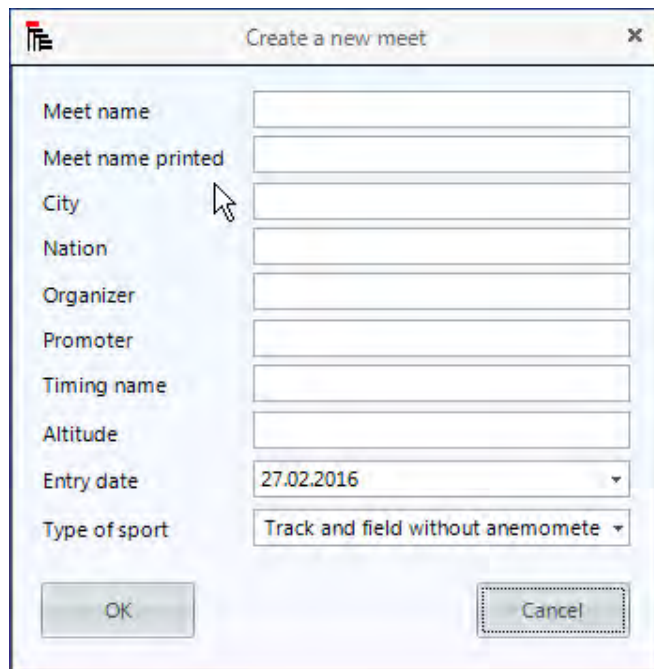 Create a new meet
Meet name
Meet name printed
City
Nation
Organizer
Promoter
Timing name
Altitude
Entry date 27.02.2016
Type of sport Track and field without anemomete
OK Cancel